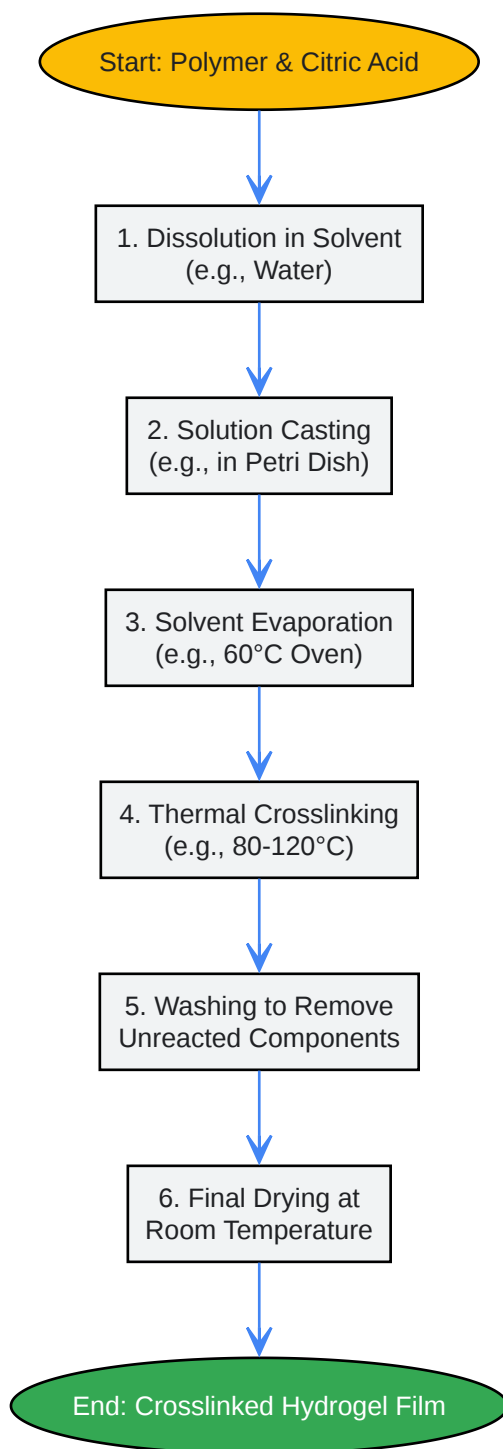 Start: Polymer & Citric Acid
1. Dissolution in Solvent
(e.g., Water)
2. Solution Casting
(e.g., in Petri Dish)
3. Solvent Evaporation
(e.g., 60°C Oven)
4. Thermal Crosslinking
(e.g., 80-120°C)
5. Washing to Remove
Unreacted Components
6. Final Drying at
Room Temperature
End: Crosslinked Hydrogel Film